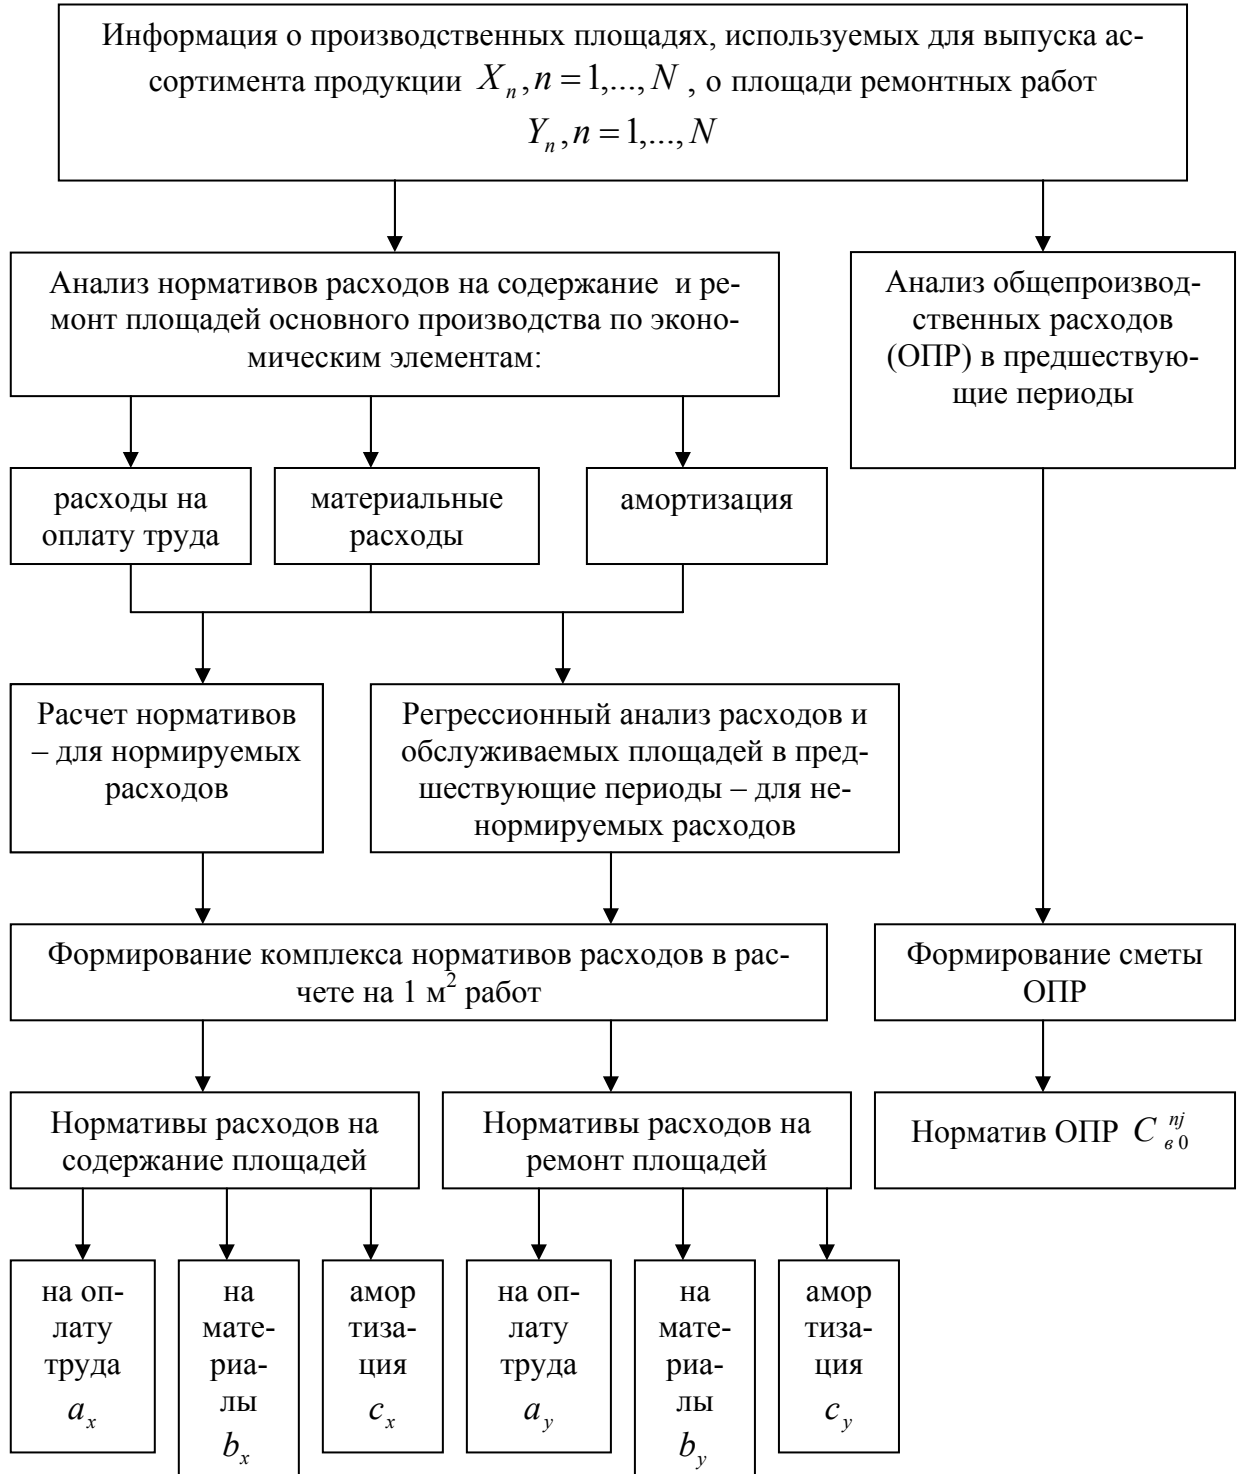 Информация о производственных площадях, используемых для выпуска ас-
сортимента продукции X_n, n = 1,..., N , о площади ремонтных работ
Y_n, n = 1,..., N
Анализ нормативов расходов на содержание и ре-
монт площадей основного производства по эконо-
мическим элементам:
Анализ общепроизвод-
ственных расходов
(ОПР) в предшествую-
щие периоды
расходы на
оплату труда
материальные
расходы
амортизация
Расчет нормативов
– для нормируемых
расходов
Регрессионный анализ расходов и
обслуживаемых площадей в пред-
шествующие периоды – для не-
нормируемых расходов
Формирование комплекса нормативов расходов в рас-
чете на 1 м² работ
Формирование сметы
ОПР
Нормативы расходов на
содержание площадей
Нормативы расходов на
ремонт площадей
Норматив ОПР C_{в0}^{nj}
на оп-
лату
труда
a_x
на
мате-
риа-
лы
b_x
амор
тиза-
ция
c_x
на оп-
лату
труда
a_y
на
мате-
риа-
лы
b_y
амор
тиза-
ция
c_y